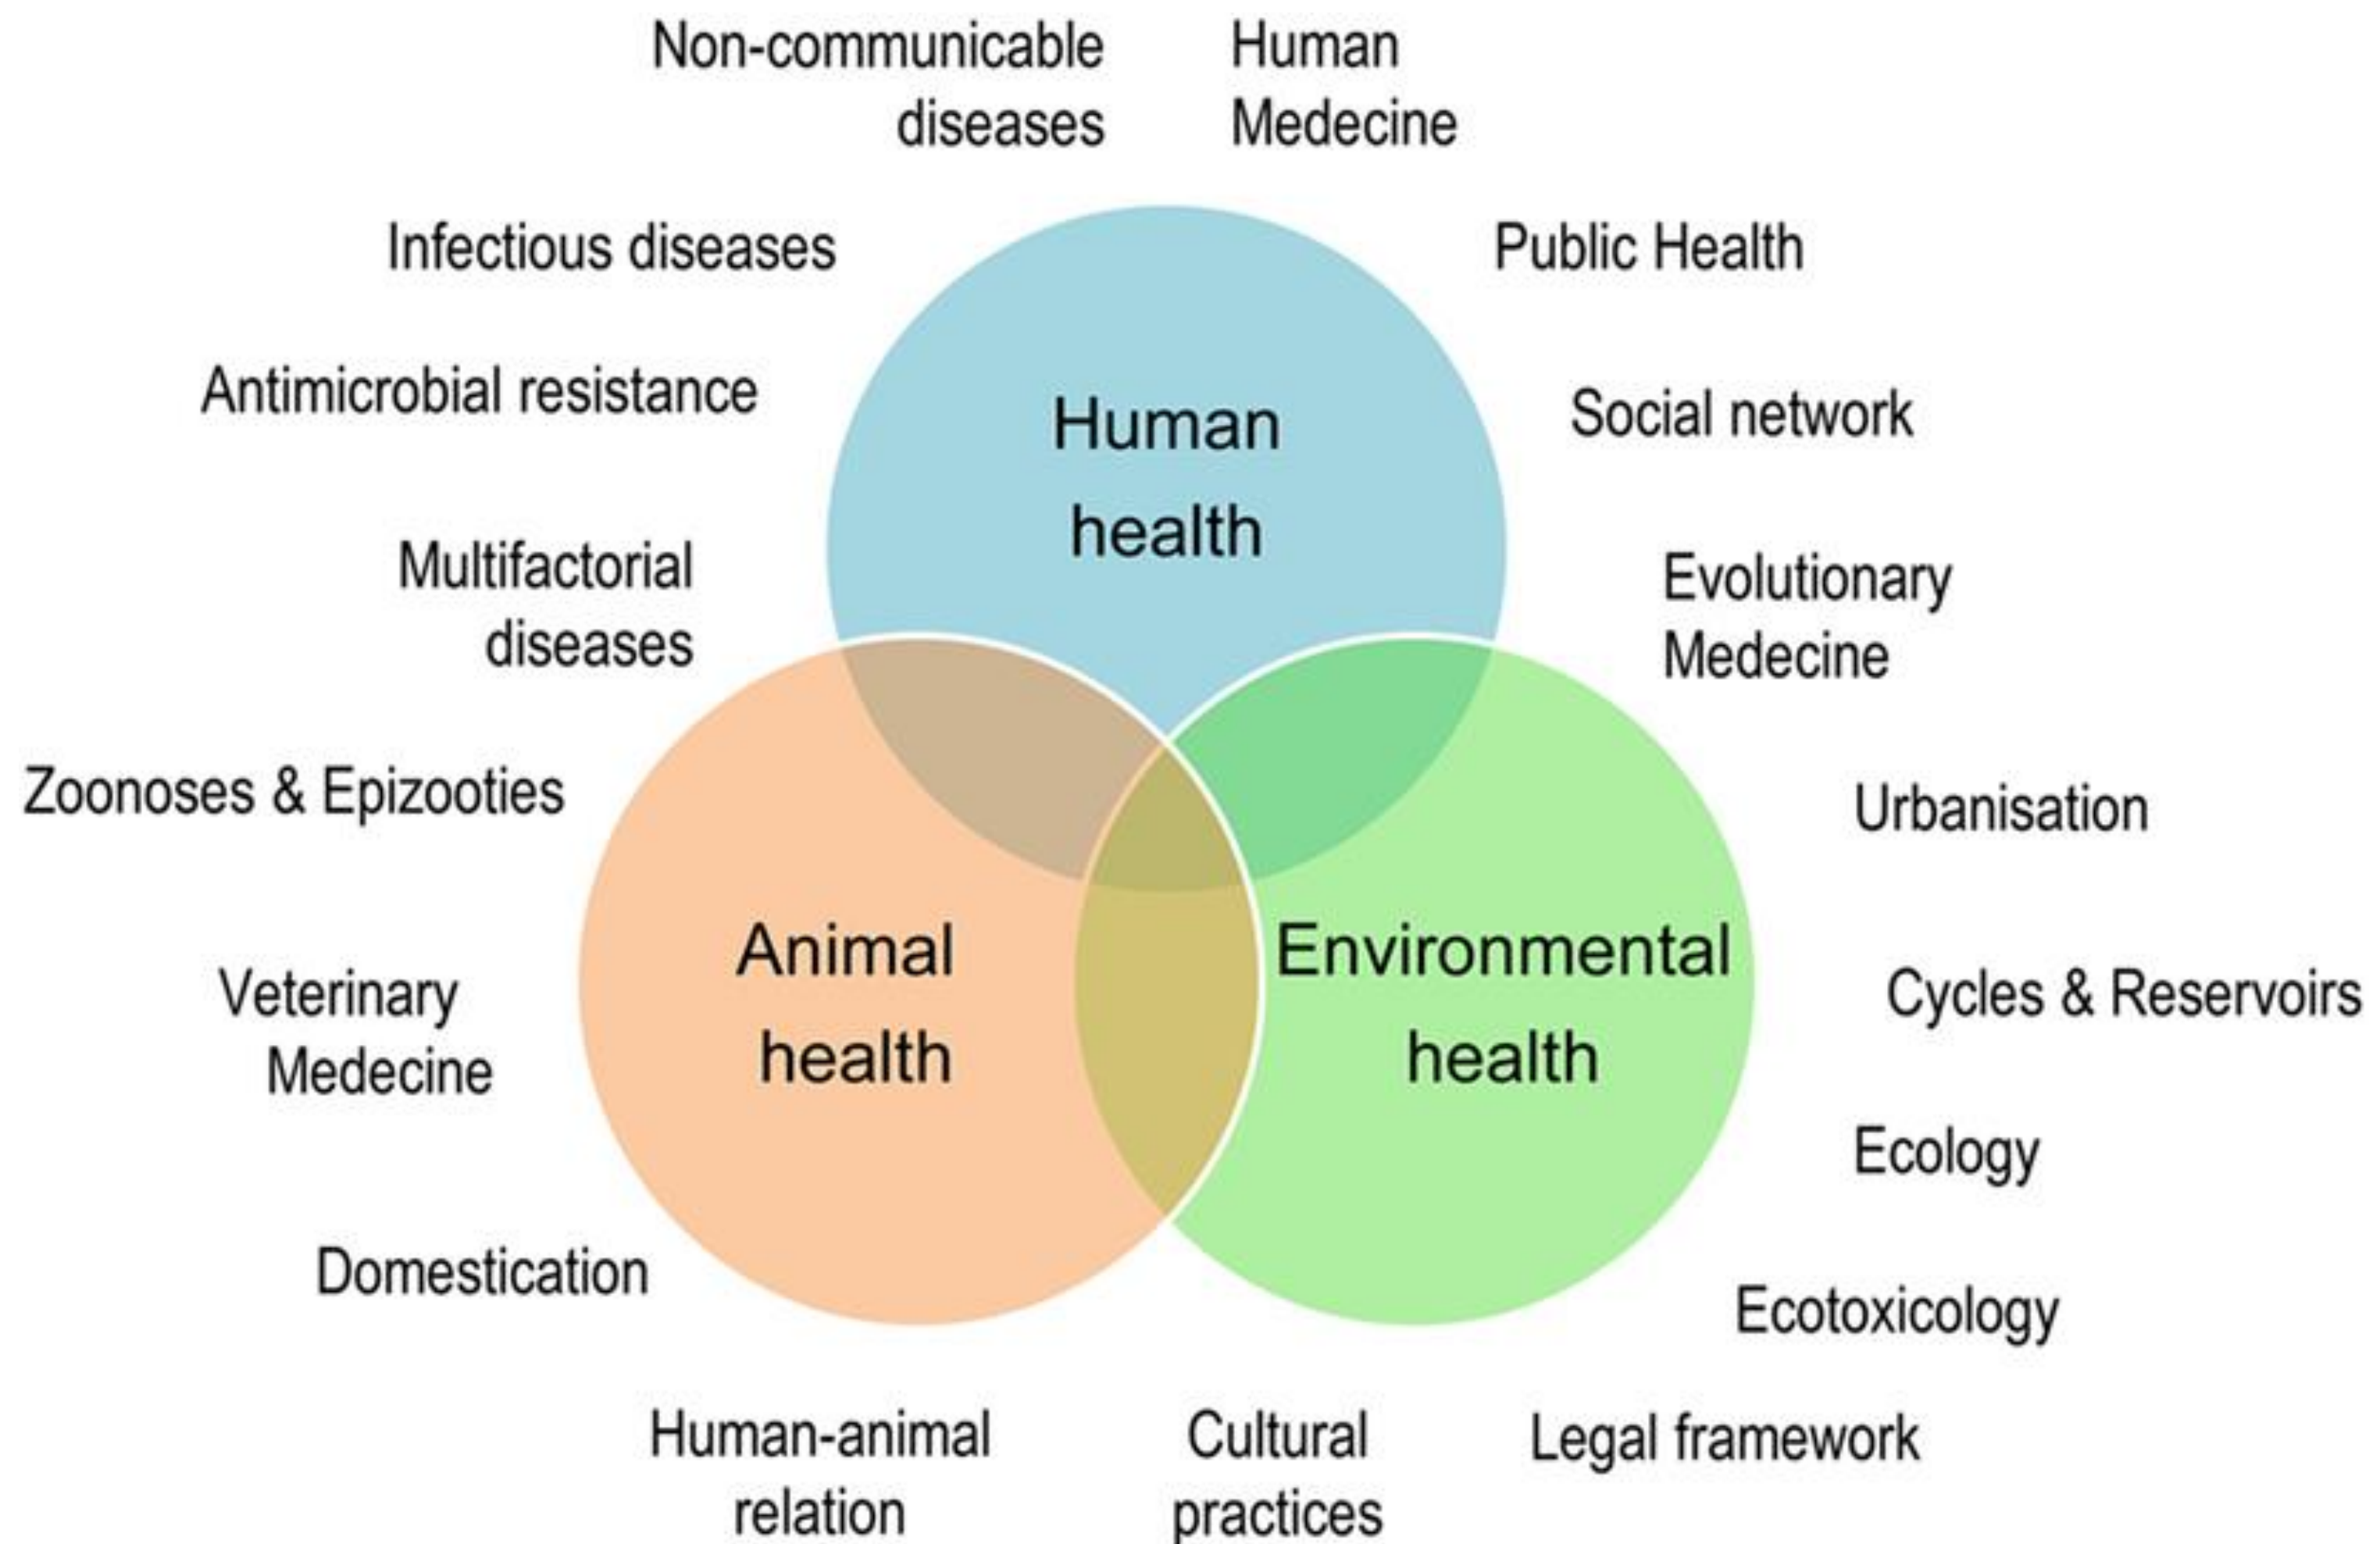 Non-communicable
diseases
Human
Medecine
Infectious diseases
Public Health
Antimicrobial resistance
Social network
Human
health
Multifactorial
diseases
Evolutionary
Medecine
Zoonoses & Epizooties
Urbanisation
Animal
health
Environmental
health
Veterinary
Medecine
Cycles & Reservoirs
Ecology
Domestication
Ecotoxicology
Human-animal
relation
Cultural
practices
Legal framework